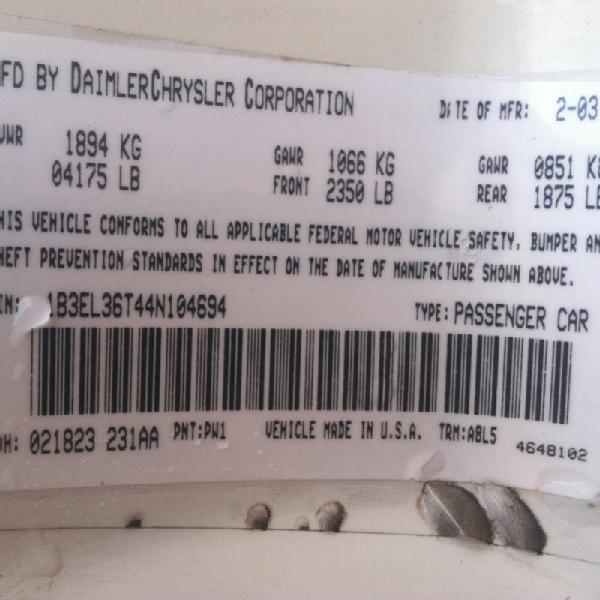 FD BY DAIMLERCHRYSLER CORPORATION DATE OF MFR: 2-03
VWR 1894 KG GAWR 1066 KG GAWR 0851 K
04175 LB FRONT 2350 LB REAR 1875 LB
HIS VEHICLE CONFORMS TO ALL APPLICABLE FEDERAL MOTOR VEHICLE SAFETY, BUMPER AN
HEFT PREVENTION STANDARDS IN EFFECT ON THE DATE OF MANUFACTURE SHOWN ABOVE.
IN: 1B3EL36T44N104694 TYPE: PASSENGER CAR
H: 021823 231AA PNT:PW1 VEHICLE MADE IN U.S.A. TRM:A8L5 4648102